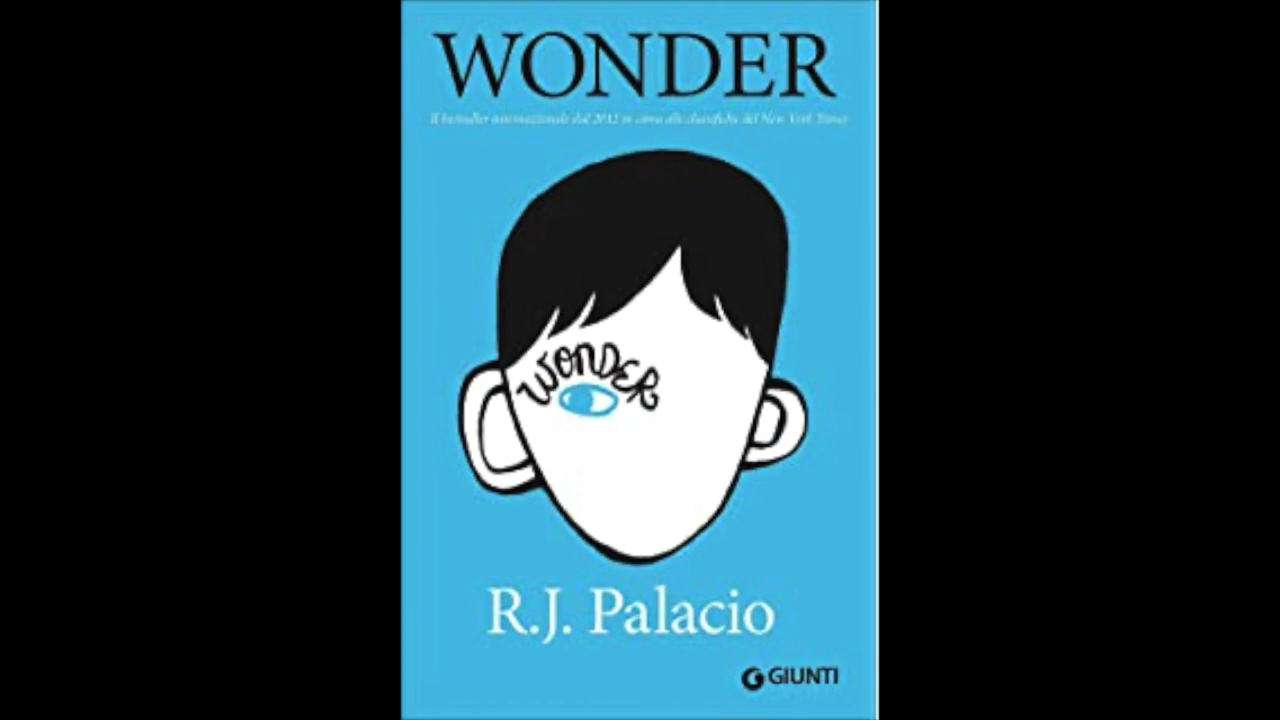 WONDER
Il bestseller internazionale dal 2012 in cima alle classifiche del New York Times
WONDER
R.J. Palacio
GIUNTI